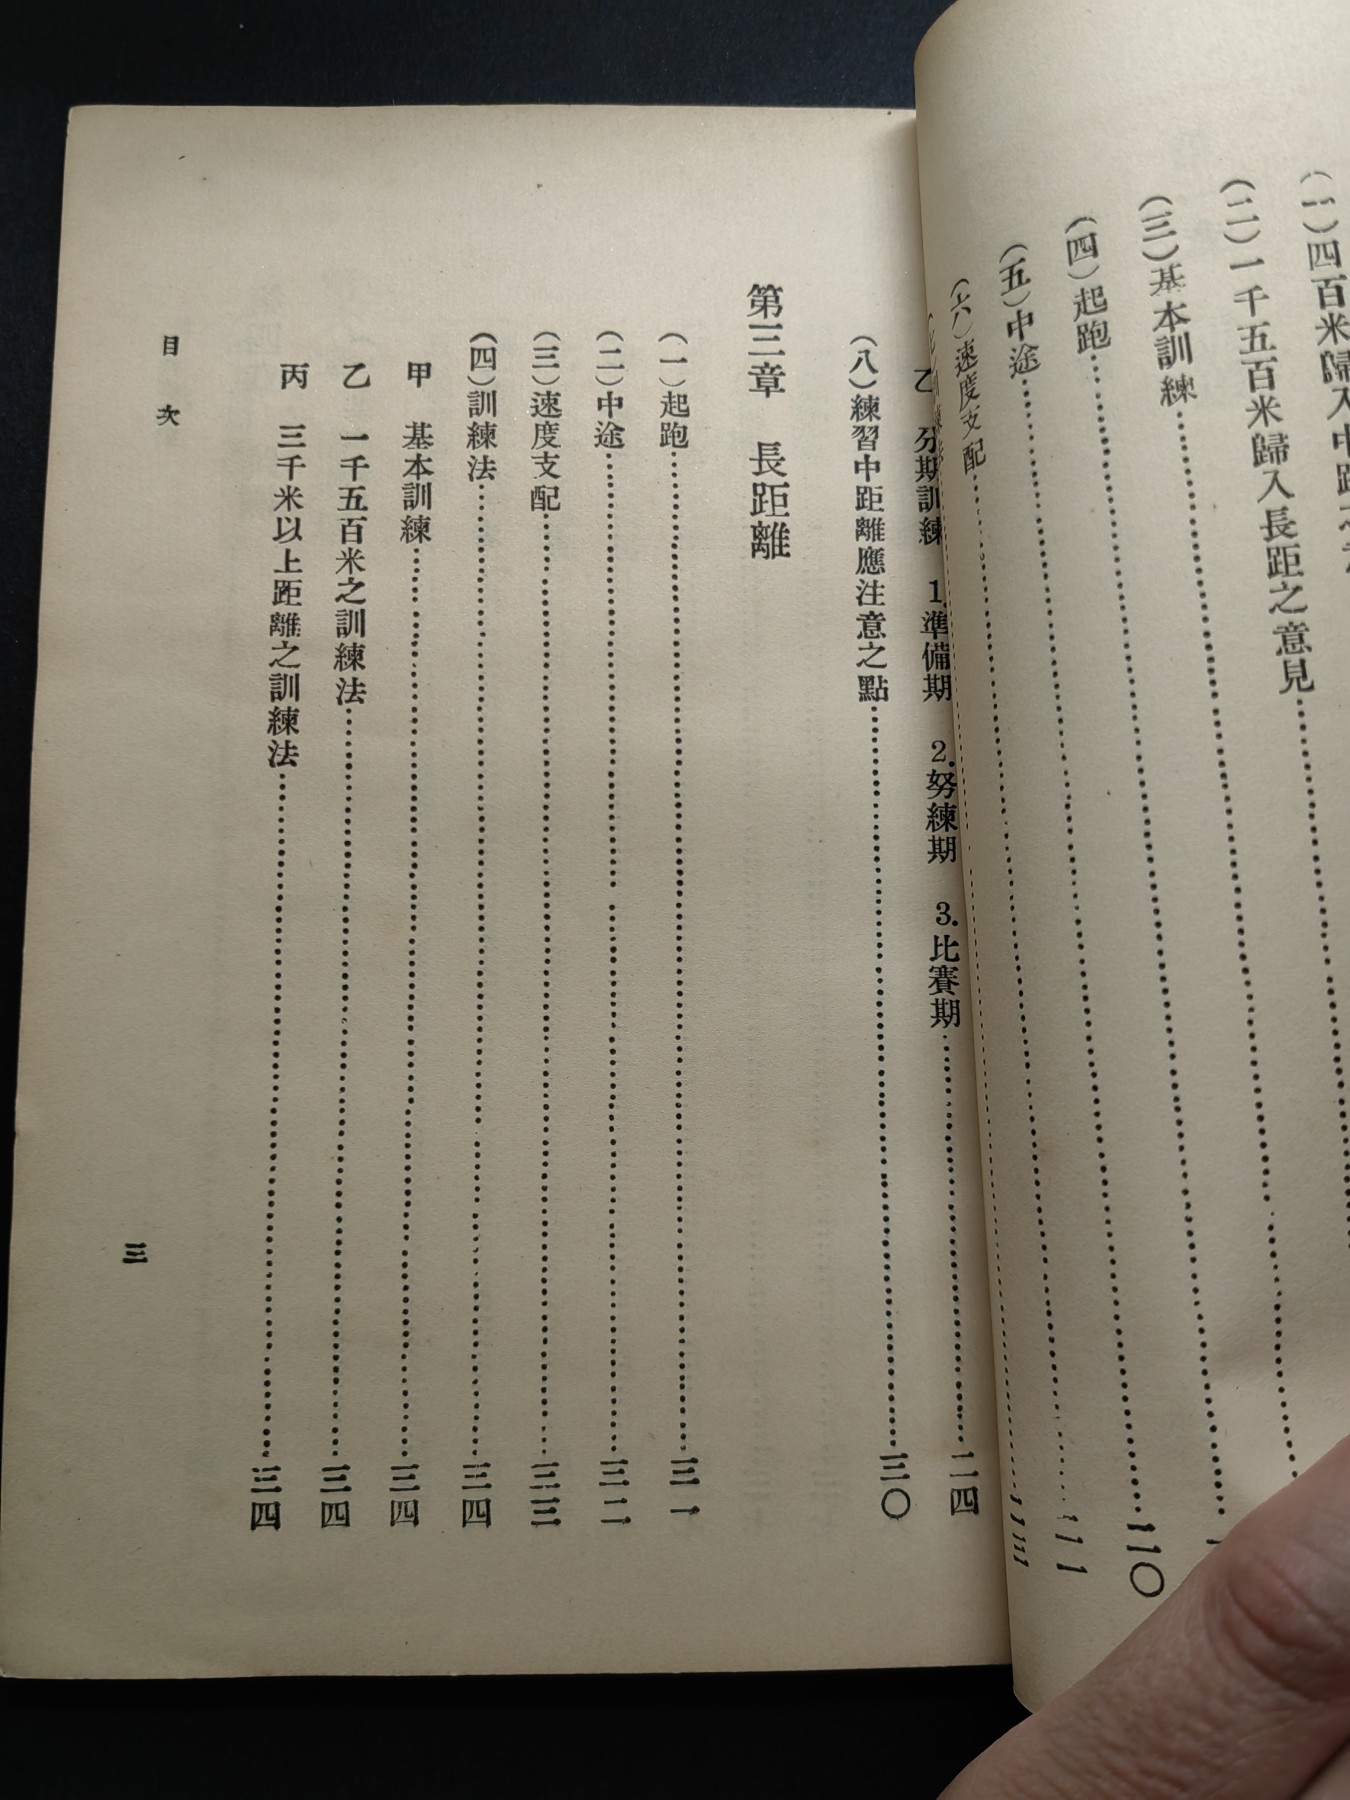 (一)四百米歸入中距之意
(二)一千五百米歸入長距之意見
(三)基本訓練
(四)起跑……二〇
(五)中途
(六)速度支配
乙 分期訓練 1.準備期 2.努練期 3.比賽期……二四
(八)練習中距離應注意之點……三〇
第三章 長距離
(一)起跑……三一
(二)中途……三二
(三)速度支配……三三
(四)訓練法……三四
甲 基本訓練……三四
乙 一千五百米之訓練法……三四
丙 三千米以上距離之訓練法……三四
目次
三